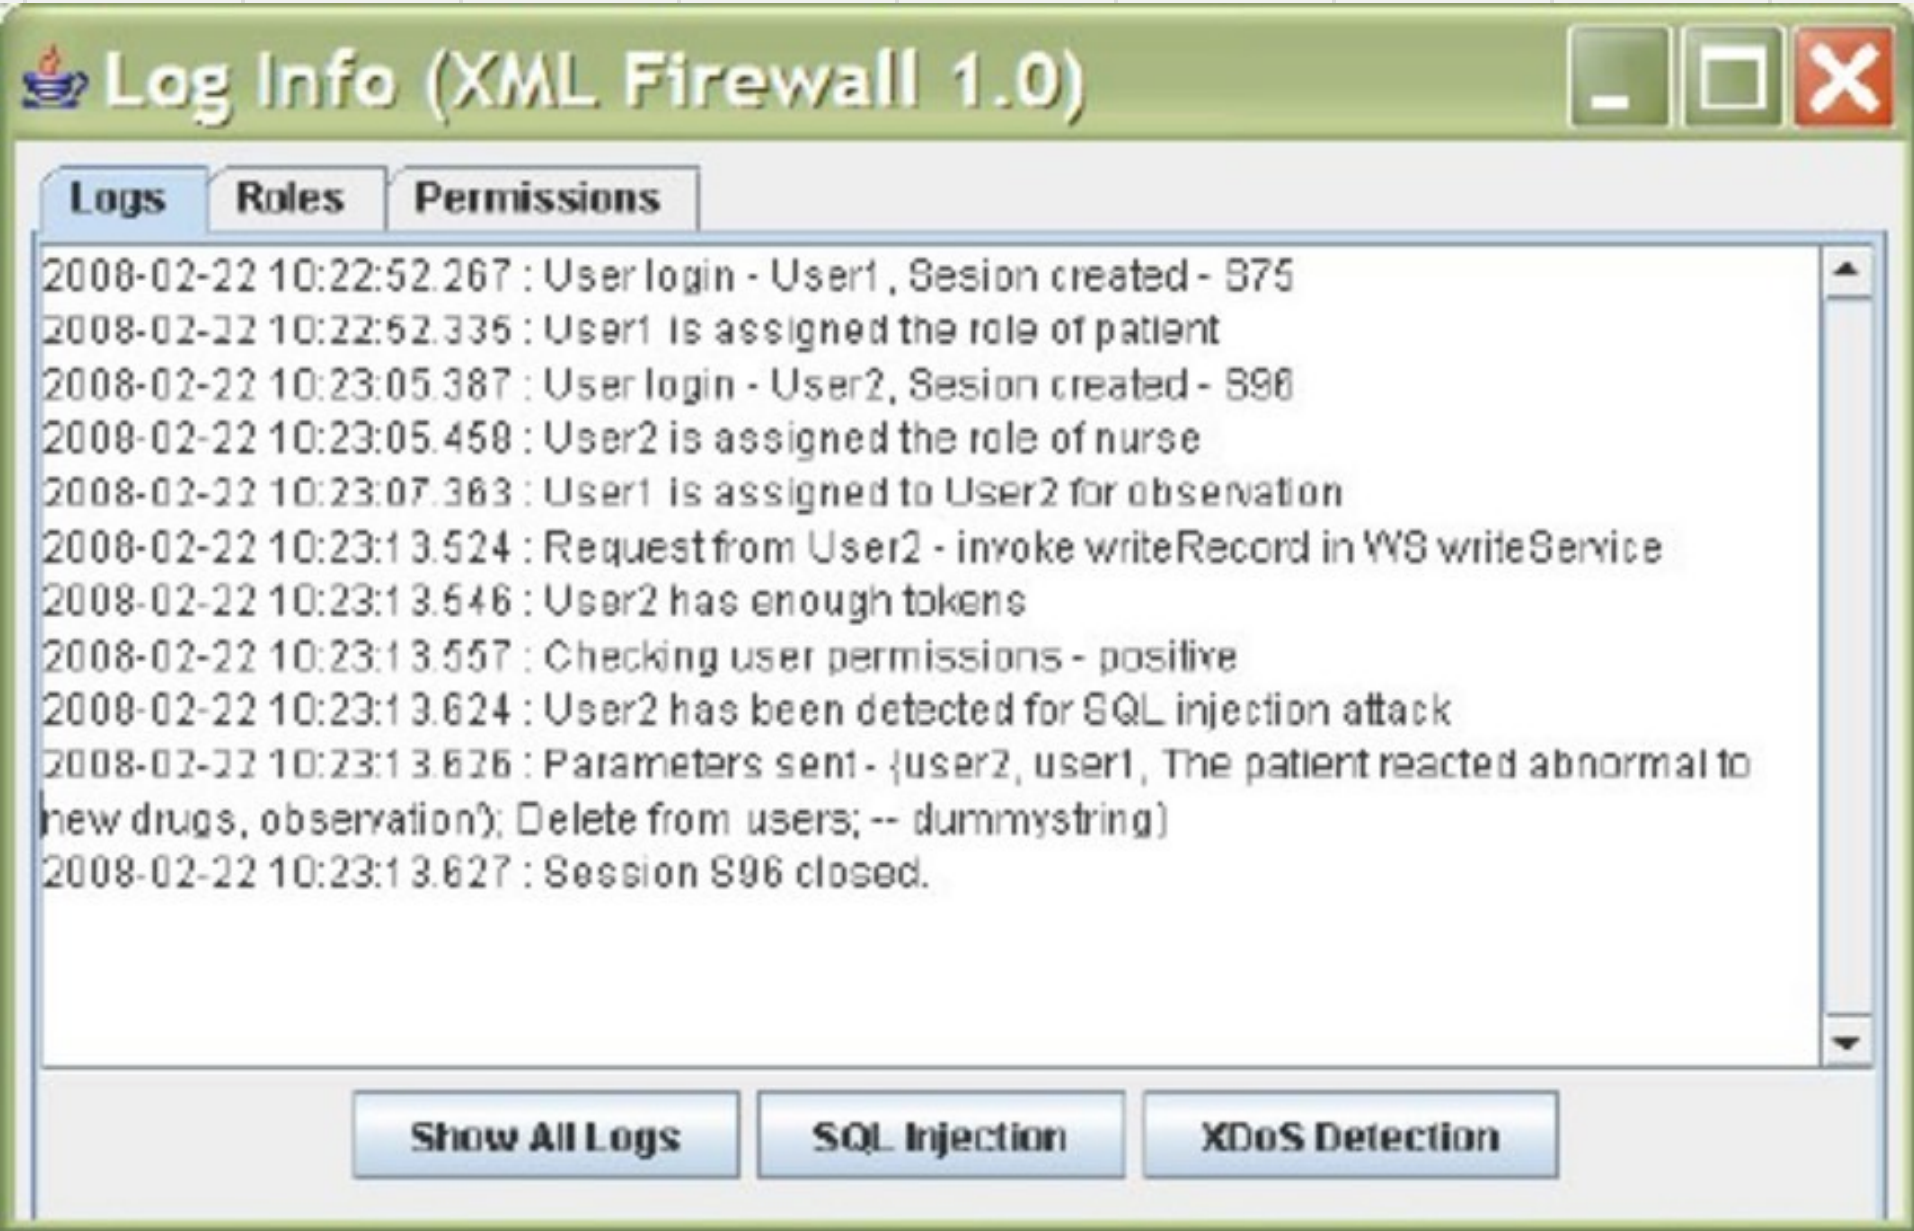 Log Info (XML Firewall 1.0)
Logs Roles Permissions
2008-02-22 10:22:52.267 : User login - User1, Sesion created - S75
2008-02-22 10:22:52.335 : User1 is assigned the role of patient
2008-02-22 10:23:05.387 : User login - User2, Sesion created - S96
2008-02-22 10:23:05.458 : User2 is assigned the role of nurse
2008-02-22 10:23:07.363 : User1 is assigned to User2 for observation
2008-02-22 10:23:13.524 : Request from User2 - invoke writeRecord in WS writeService
2008-02-22 10:23:13.546 : User2 has enough tokens
2008-02-22 10:23:13.557 : Checking user permissions - positive
2008-02-22 10:23:13.624 : User2 has been detected for SQL injection attack
2008-02-22 10:23:13.626 : Parameters sent - {user2, user1, The patient reacted abnormal to
new drugs, observation'); Delete from users; -- dummystring}
2008-02-22 10:23:13.627 : Session S96 closed.
Show All Logs SQL Injection XDoS Detection